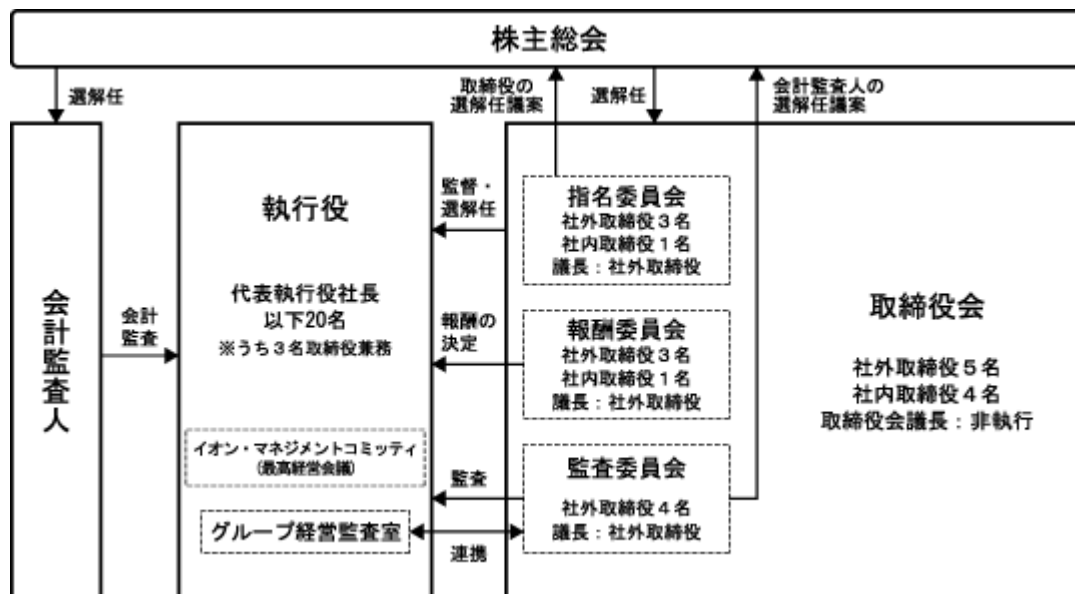 株主総会
選解任
取締役の
選解任議案
選解任
会計監査人の
選解任議案
会計監査人
会計
監査
執行役
代表執行役社長
以下20名
※うち3名取締役兼務
イオン・マネジメントコミッティ
(最高経営会議)
グループ経営監査室
監督・
選解任
報酬の
決定
監査
連携
指名委員会
社外取締役3名
社内取締役1名
議長：社外取締役
報酬委員会
社外取締役3名
社内取締役1名
議長：社外取締役
監査委員会
社外取締役4名
議長：社外取締役
取締役会
社外取締役5名
社内取締役4名
取締役会議長：非執行